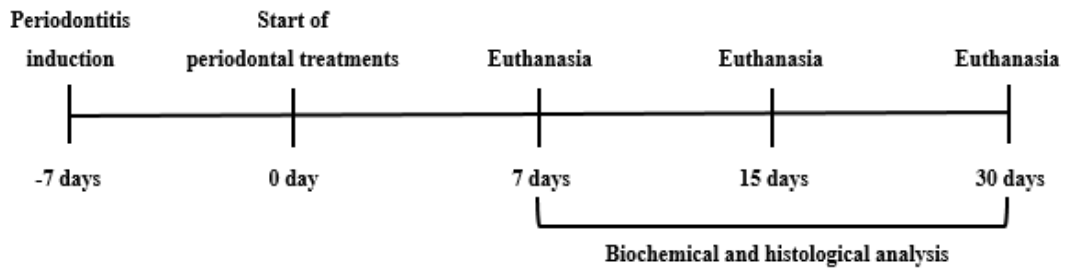 Periodontitis
induction
Start of
periodontal treatments
Euthanasia
Euthanasia
Euthanasia
-7 days
0 day
7 days
15 days
30 days
Biochemical and histological analysis